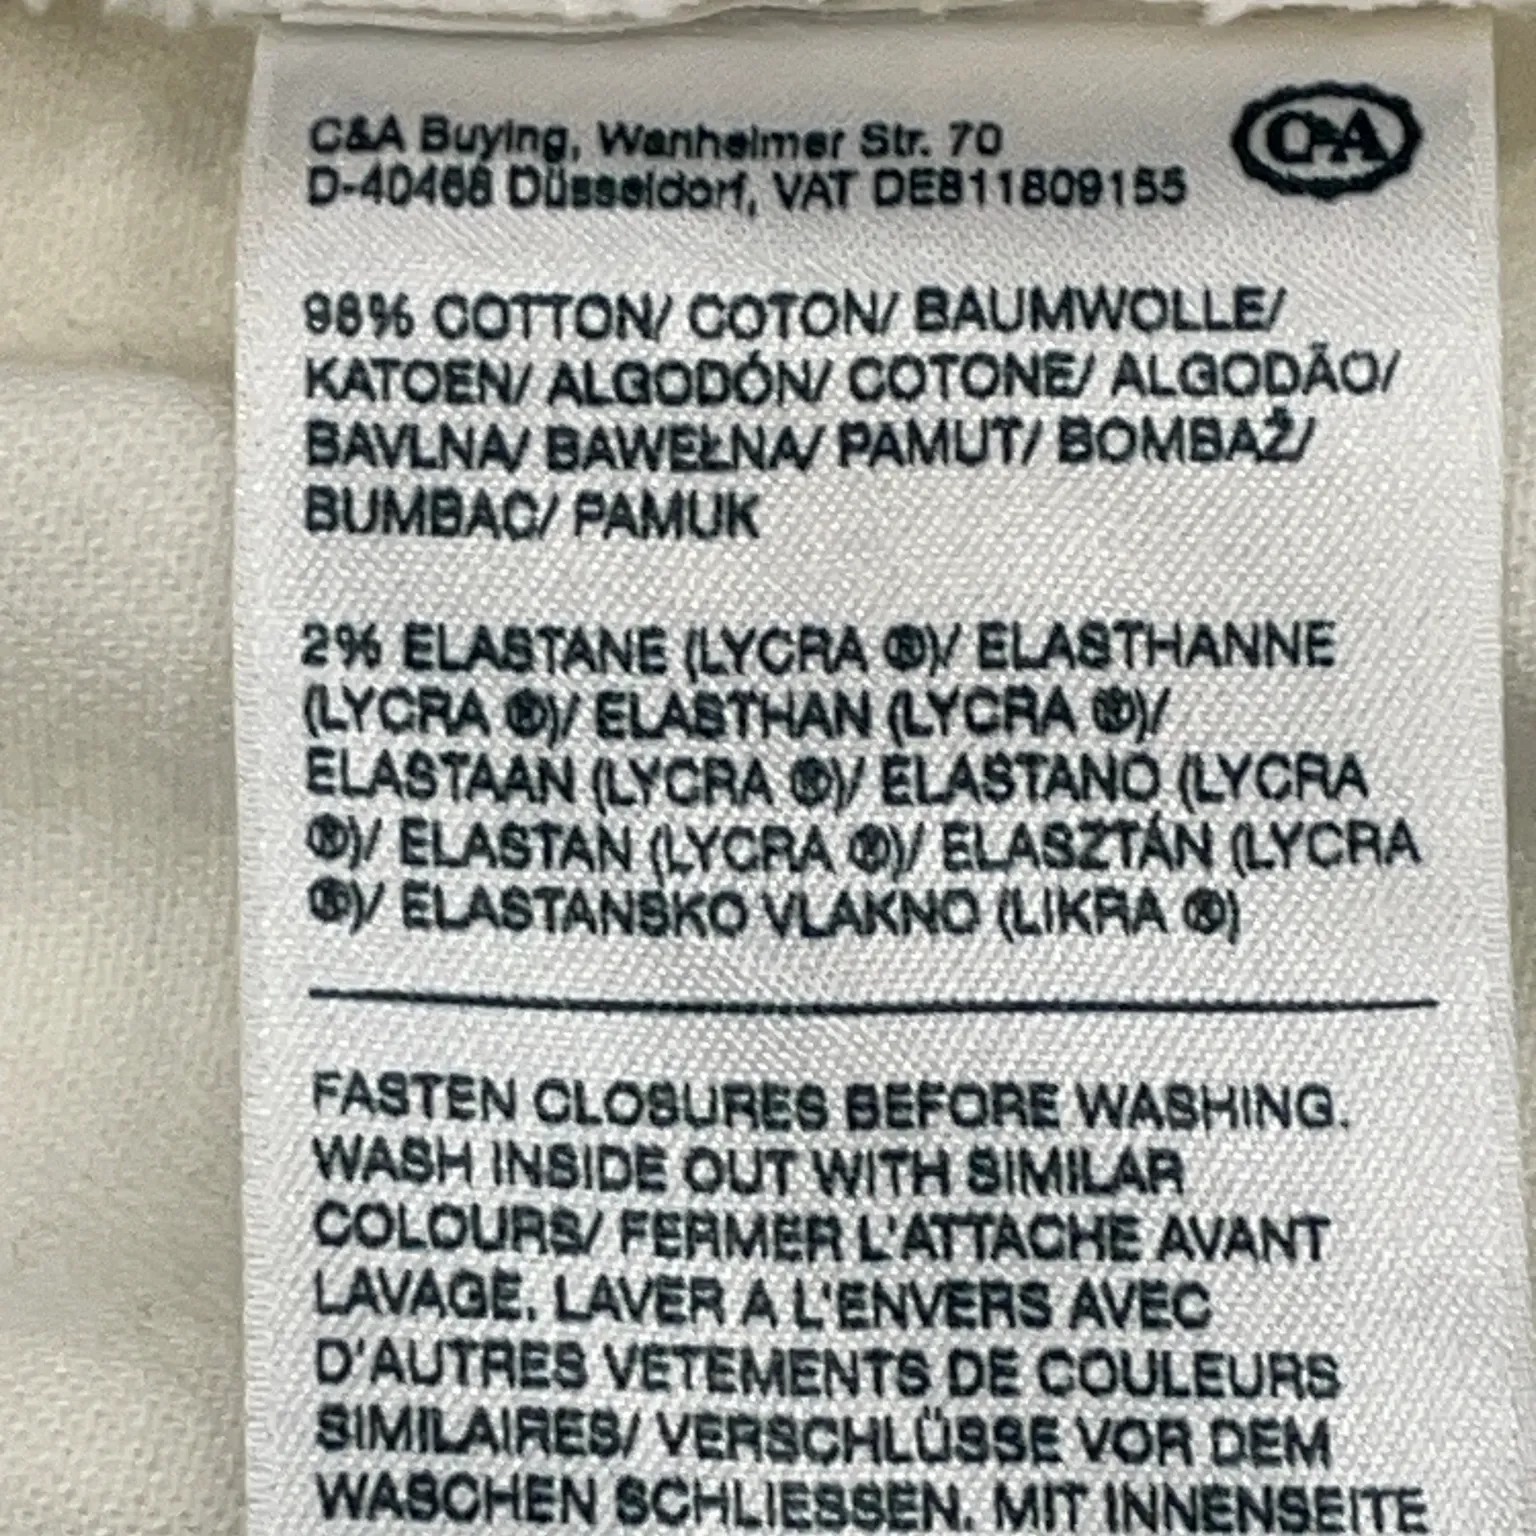 C&A Buying, Wanheimer Str. 70
C&A
D-40468 Düsseldorf, VAT DE811809155
98% COTTON/ COTON/ BAUMWOLLE/
KATOEN/ ALGODÓN/ COTONE/ ALGODÃO/
BAVLNA/ BAWEŁNA/ PAMUT/ BOMBAŽ/
BUMBAC/ PAMUK
2% ELASTANE (LYCRA ®)/ ELASTHANNE
(LYCRA ®)/ ELASTHAN (LYCRA ®)/
ELASTAAN (LYCRA ®)/ ELASTANO (LYCRA
®)/ ELASTAN (LYCRA ®)/ ELASZTÁN (LYCRA
®)/ ELASTANSKO VLAKNO (LIKRA ®)
FASTEN CLOSURES BEFORE WASHING.
WASH INSIDE OUT WITH SIMILAR
COLOURS/ FERMER L'ATTACHE AVANT
LAVAGE. LAVER A L'ENVERS AVEC
D'AUTRES VETEMENTS DE COULEURS
SIMILAIRES/ VERSCHLÜSSE VOR DEM
WASCHEN SCHLIESSEN. MIT INNENSEITE